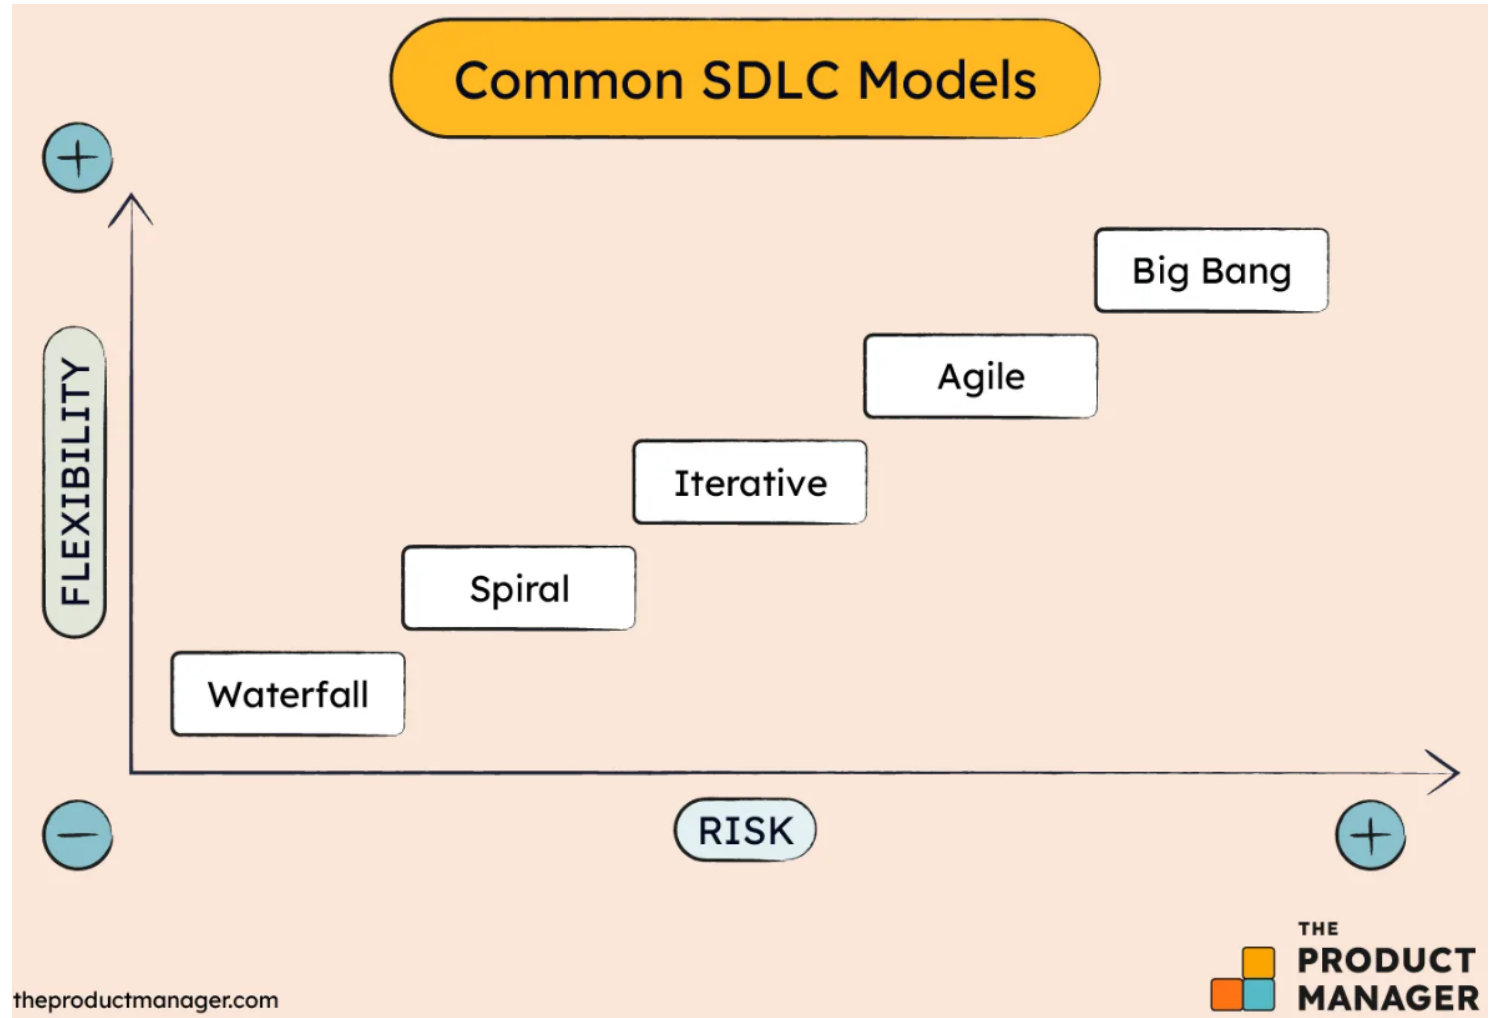 Common SDLC Models
+
Big Bang
Agile
Iterative
Spiral
Waterfall
FLEXIBILITY
−
RISK
+
THE
PRODUCT
MANAGER
theproductmanager.com